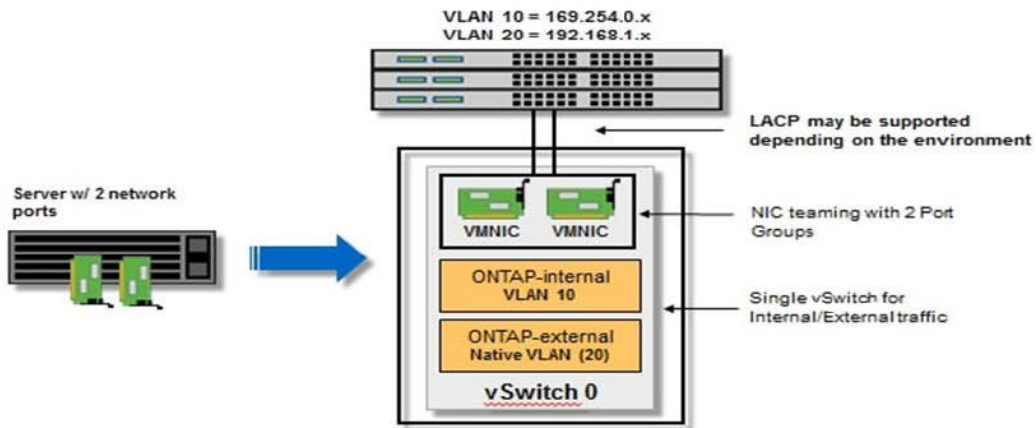 VLAN 10 = 169.254.0.x
VLAN 20 = 192.168.1.x
LACP may be supported
depending on the environment
Server w/ 2 network
ports
VMNIC
VMNIC
NIC teaming with 2 Port
Groups
ONTAP-internal
VLAN 10
Single vSwitch for
Internal/External traffic
ONTAP-external
Native VLAN (20)
vSwitch 0